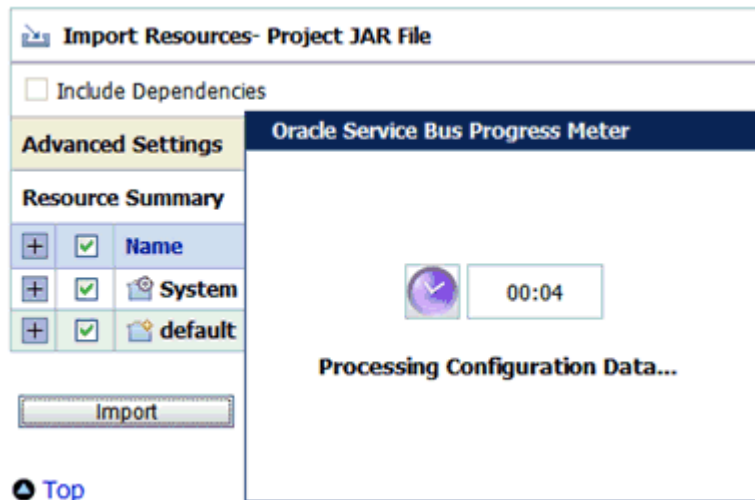 Import Resources- Project JAR File
Include Dependencies
Advanced Settings
Resource Summary
Name
System
default
Import
Top
Oracle Service Bus Progress Meter
00:04
Processing Configuration Data...